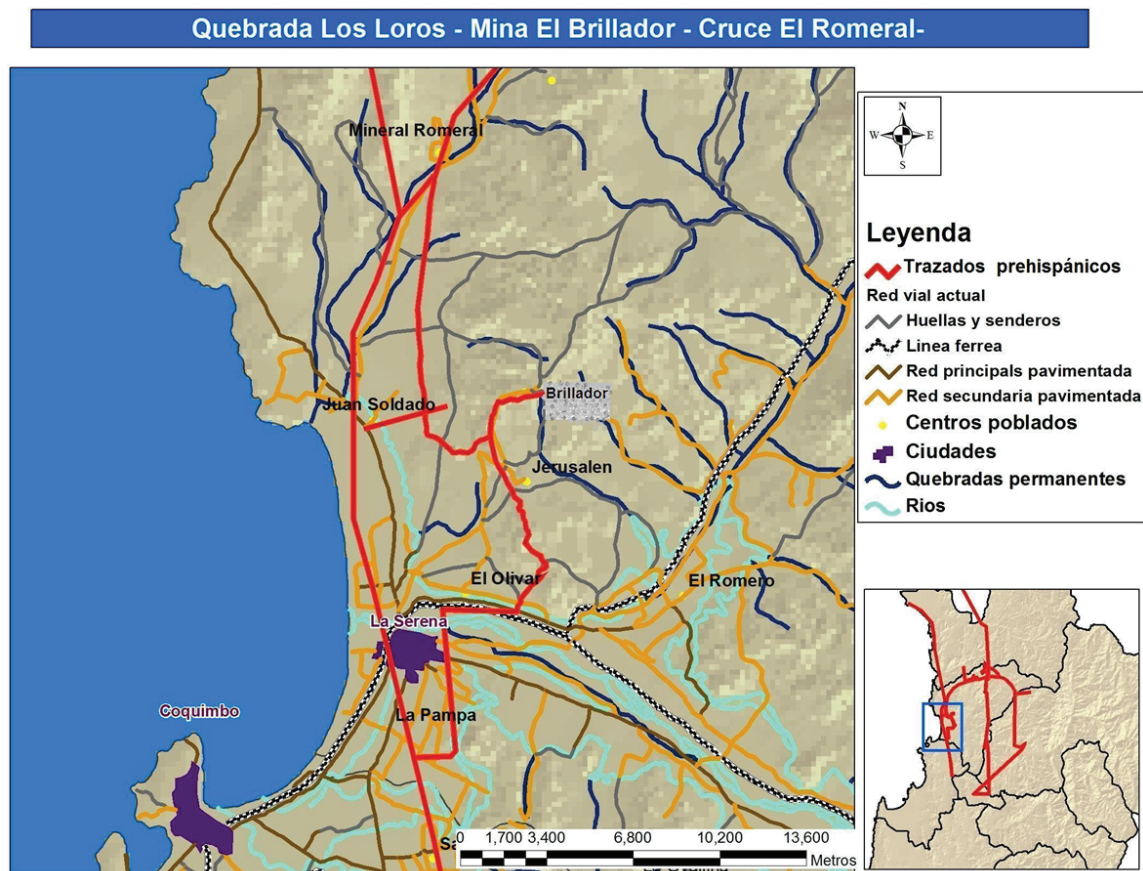 Quebrada Los Loros - Mina El Brillador - Cruce El Romeral-
Mineral Romeral
Juan Soldado
Brillador
Jerusalen
El Olivar
El Romero
La Serena
La Pampa
Coquimbo
0 1,700 3,400 6,800 10,200 13,600
Metros
N
W E
S
Leyenda
Trazados prehispánicos
Red vial actual
Huellas y senderos
Linea ferrea
Red principals pavimentada
Red secundaria pavimentada
Centros poblados
Ciudades
Quebradas permanentes
Rios